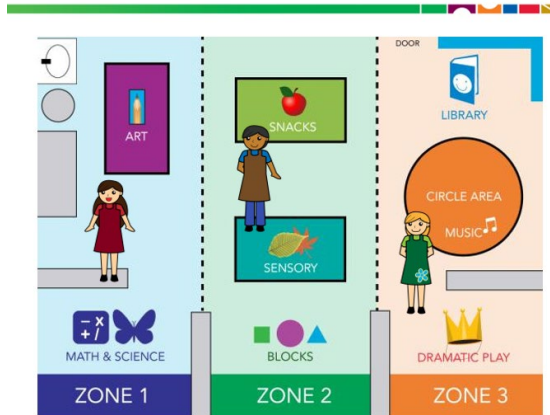 DOOR
ART
SNACKS
LIBRARY
CIRCLE AREA
MUSIC
SENSORY
− × + /
MATH & SCIENCE
BLOCKS
DRAMATIC PLAY
ZONE 1
ZONE 2
ZONE 3